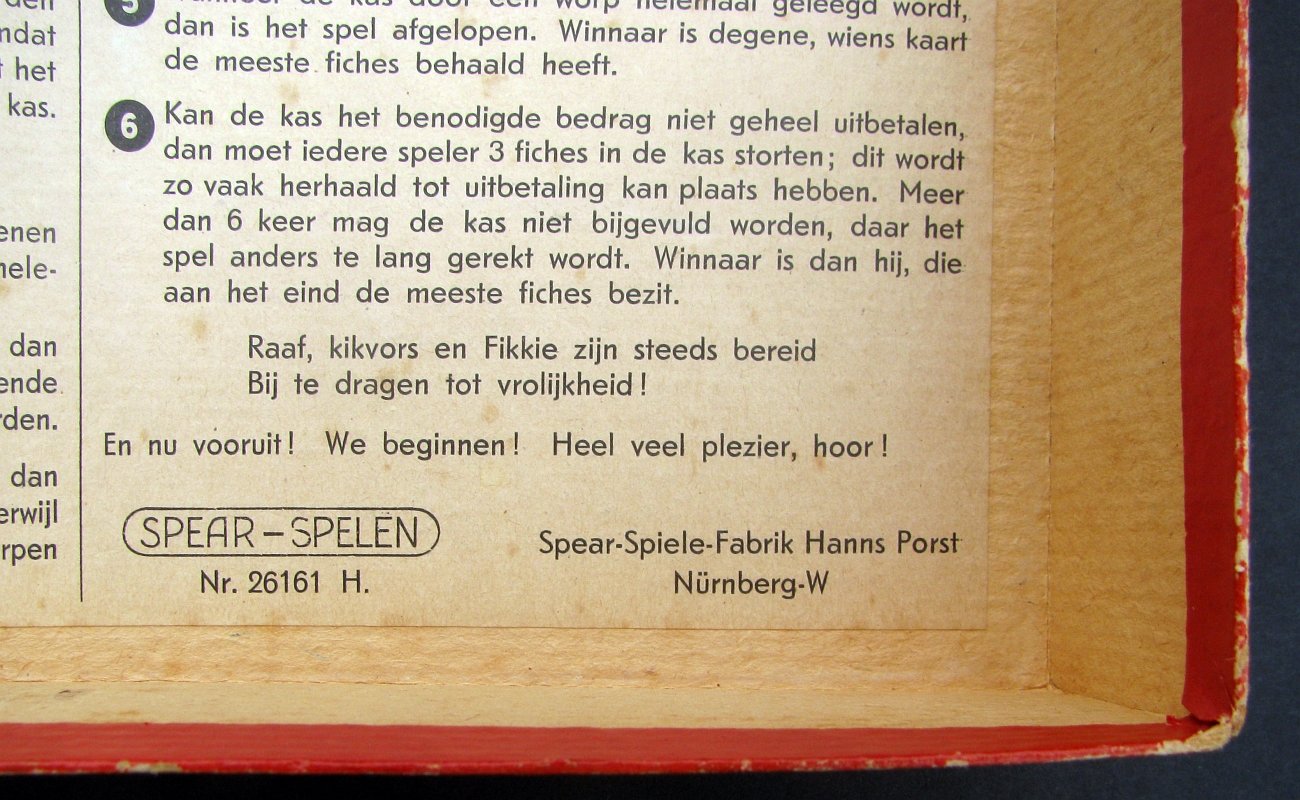 ndat
het
kas.
dan
dan
5
dan is het spel afgelopen. Winnaar is degene, wiens kaart
de meeste fiches behaald heeft.
6 Kan de kas het benodigde bedrag niet geheel uitbetalen,
dan moet iedere speler 3 fiches in de kas storten; dit wordt
zo vaak herhaald tot uitbetaling kan plaats hebben. Meer
dan 6 keer mag de kas niet bijgevuld worden, daar het
spel anders te lang gerekt wordt. Winnaar is dan hij, die
aan het eind de meeste fiches bezit.
Raaf, kikvors en Fikkie zijn steeds bereid
Bij te dragen tot vrolijkheid!
En nu vooruit! We beginnen! Heel veel plezier, hoor!
SPEAR-SPELEN
Nr. 26161 H.
Spear-Spiele-Fabrik Hanns Porst
Nürnberg-W